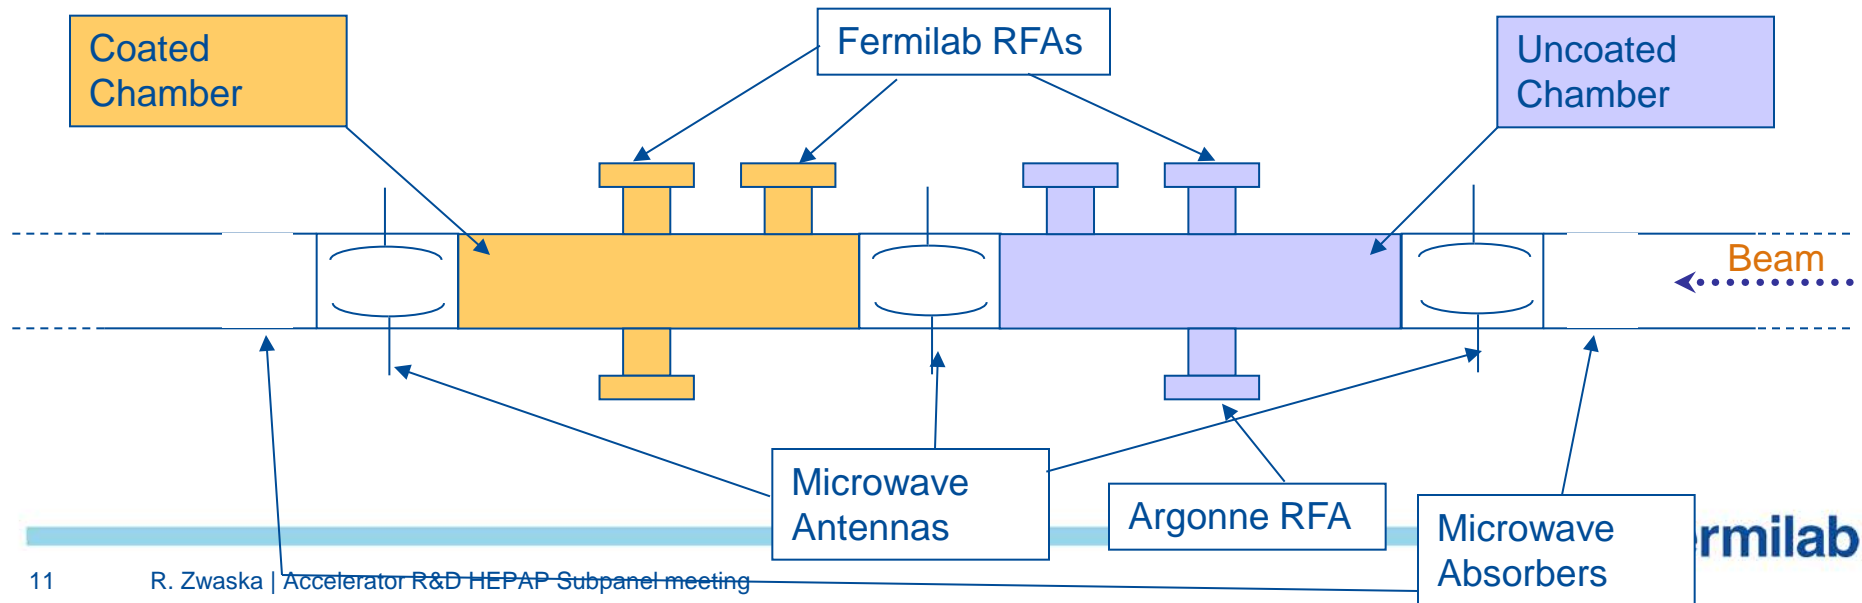 Coated
Chamber
Fermilab RFAs
Uncoated
Chamber
Beam
Microwave
Antennas
Argonne RFA
Microwave
Absorbers
rmilab
11 R. Zwaska | Accelerator R&D HEPAP Subpanel meeting